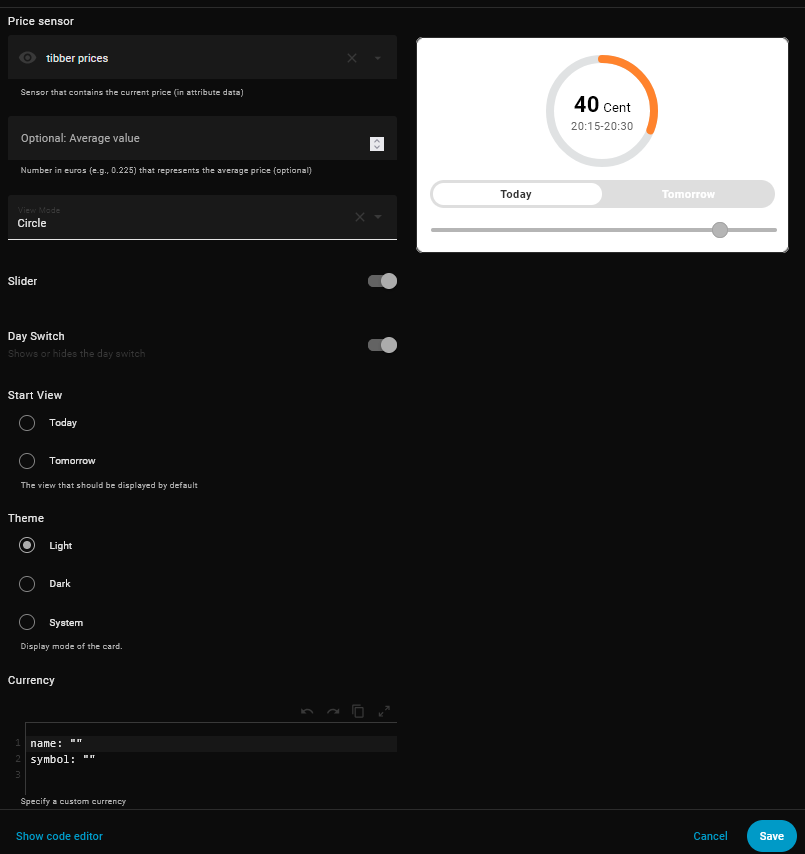 Price sensor
tibber prices
Sensor that contains the current price (in attribute data)
Optional: Average value
Number in euros (e.g., 0.225) that represents the average price (optional)
View Mode
Circle
Slider
Day Switch
Shows or hides the day switch
Start View
Today
Tomorrow
The view that should be displayed by default
Theme
Light
Dark
System
Display mode of the card.
Currency
1 name: ""
2 symbol: ""
3
Specify a custom currency
40 Cent
20:15-20:30
Today Tomorrow
Show code editor Cancel Save